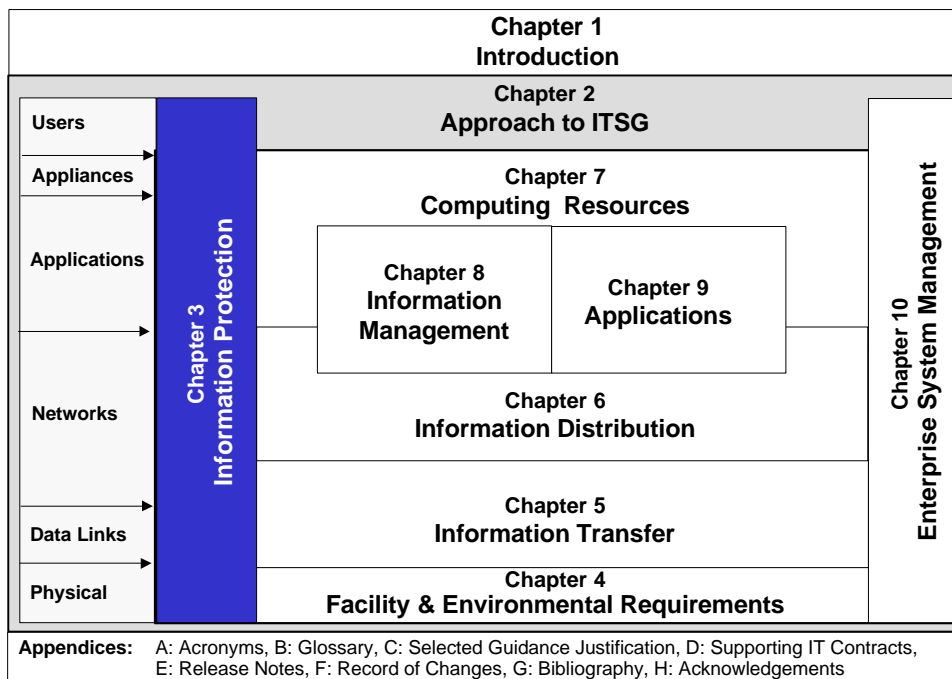 Chapter 1
Introduction
Chapter 2
Approach to ITSG
Users
Appliances
Applications
Networks
Data Links
Physical
Chapter 3
Information Protection
Chapter 7
Computing Resources
Chapter 8
Information
Management
Chapter 9
Applications
Chapter 6
Information Distribution
Chapter 5
Information Transfer
Chapter 4
Facility & Environmental Requirements
Chapter 10
Enterprise System Management
Appendices: A: Acronyms, B: Glossary, C: Selected Guidance Justification, D: Supporting IT Contracts,
E: Release Notes, F: Record of Changes, G: Bibliography, H: Acknowledgements